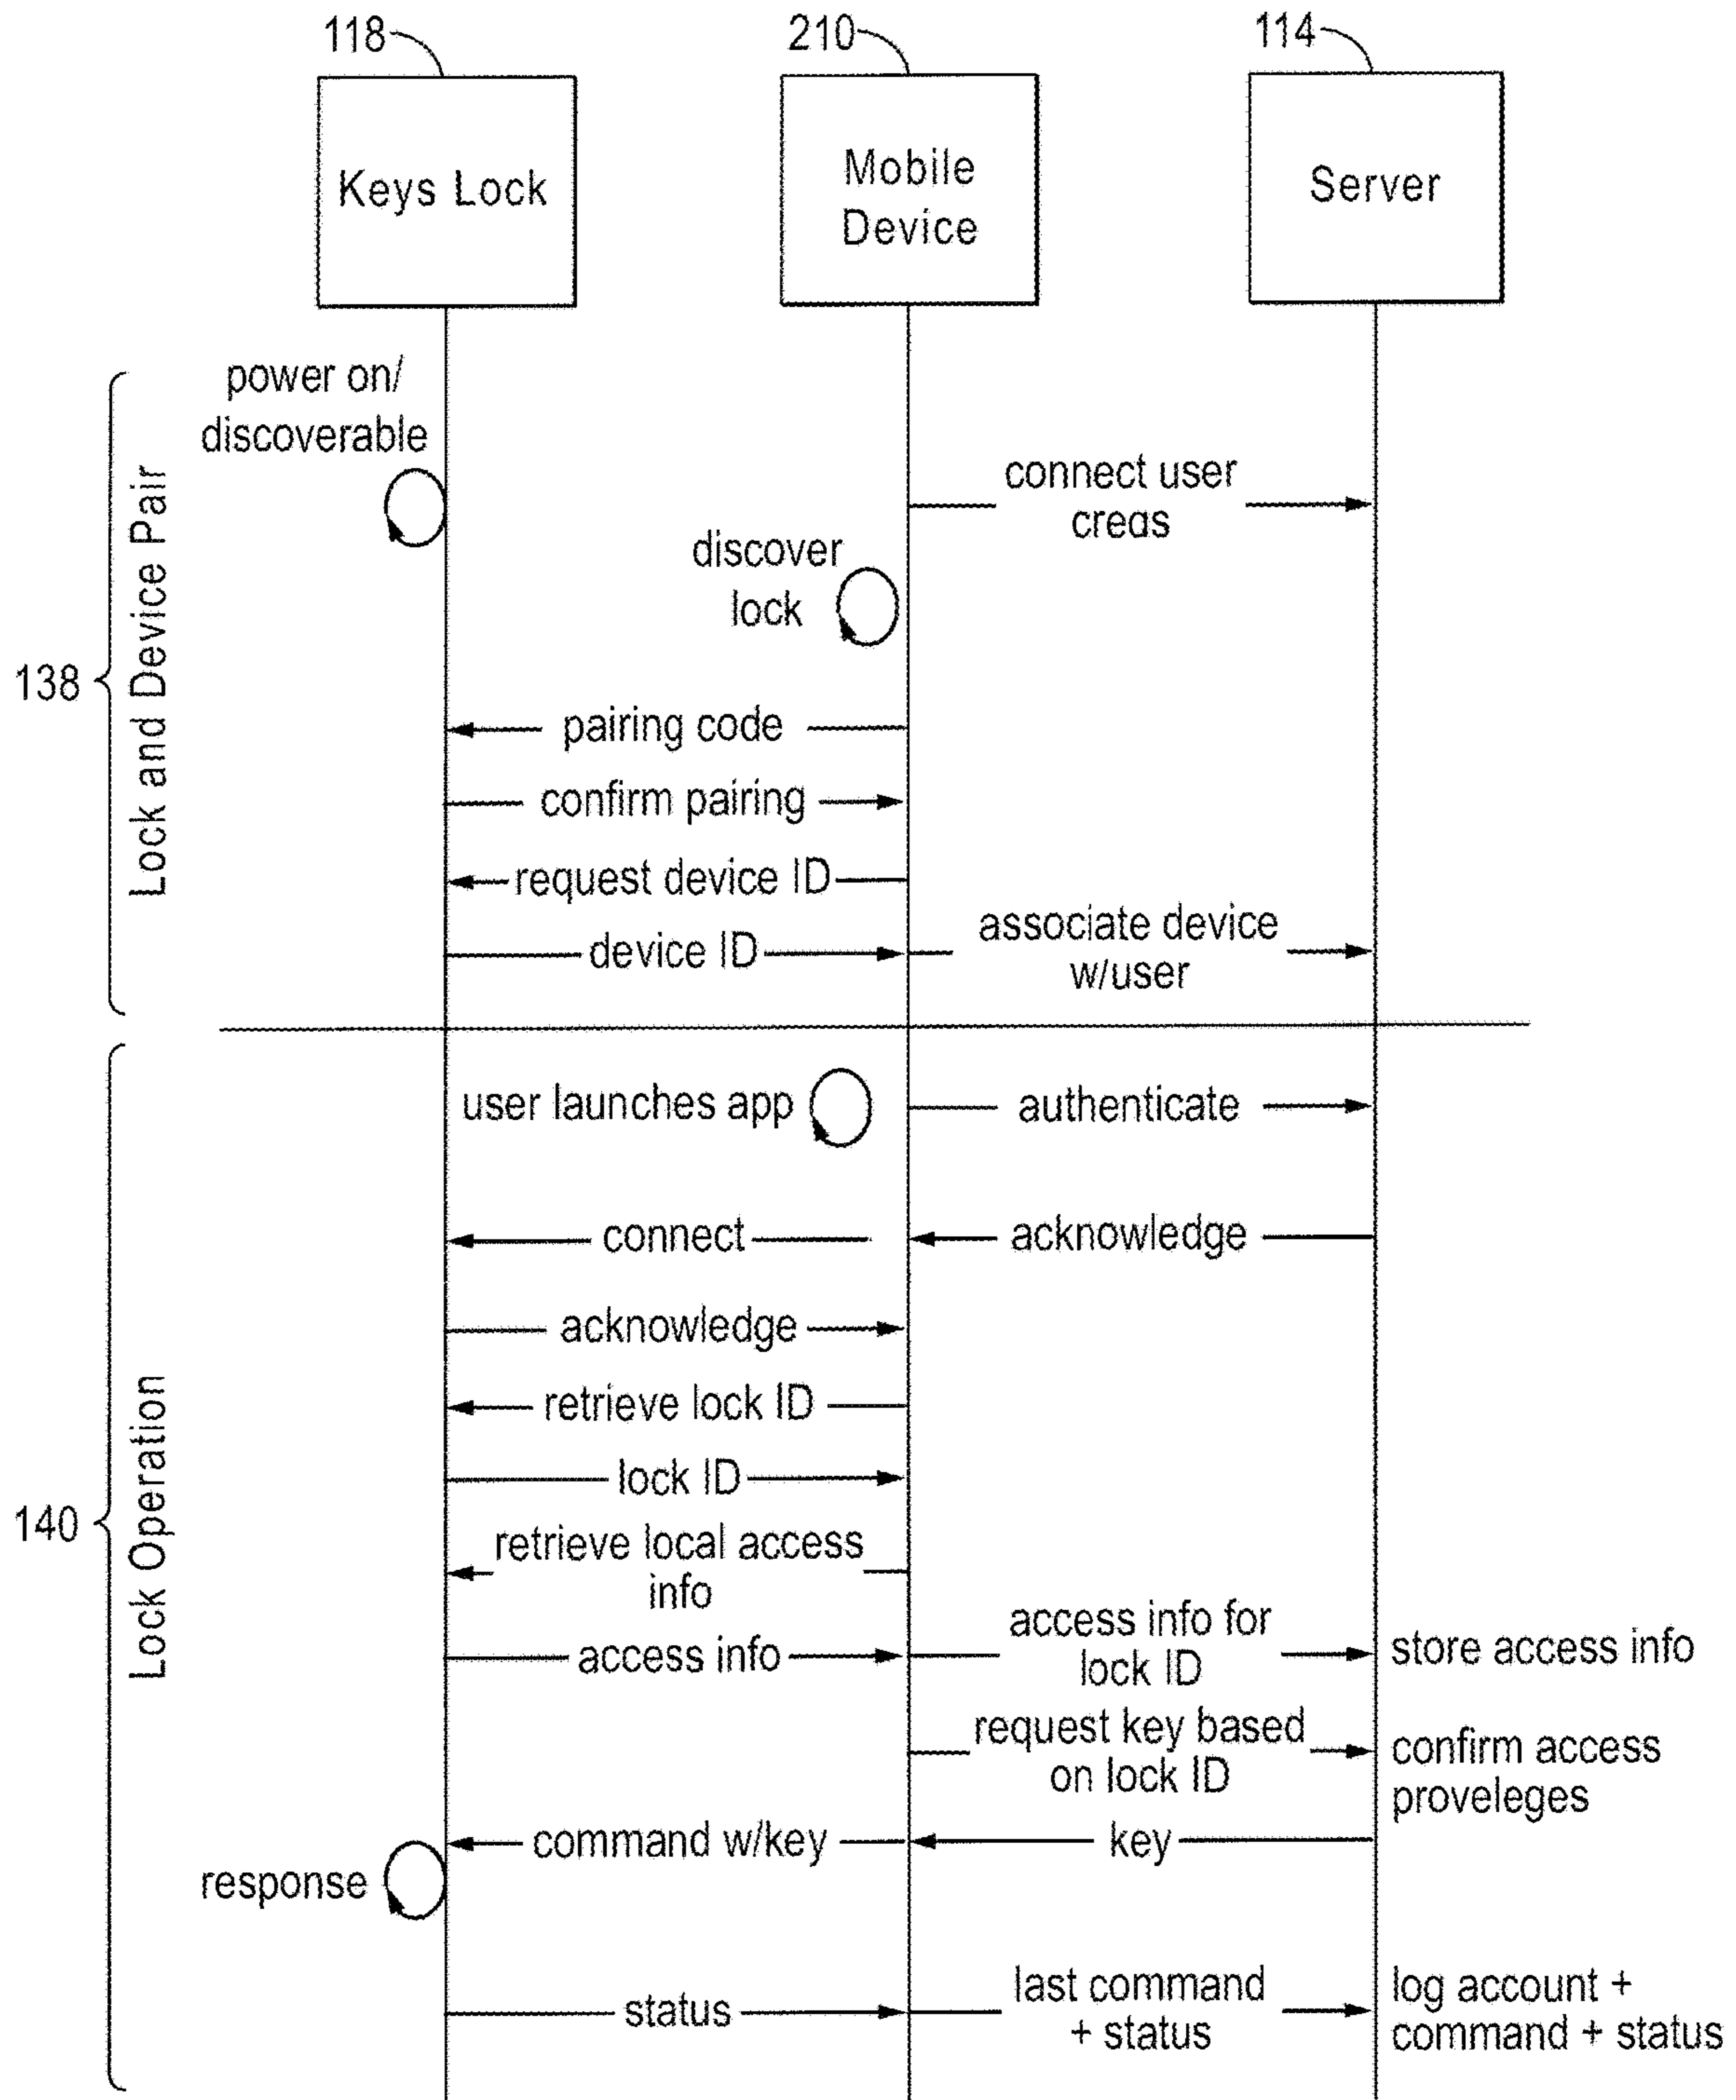 118
210
114
Keys Lock
Mobile
Device
Server
138
Lock and Device Pair
power on/
discoverable
connect user
creds
discover
lock
pairing code
confirm pairing
request device ID
device ID
associate device
w/user
140
Lock Operation
user launches app
authenticate
connect
acknowledge
acknowledge
retrieve lock ID
lock ID
retrieve local access
info
access info
access info for
lock ID
store access info
request key based
on lock ID
confirm access
proveleges
command w/key
key
response
status
last command
+ status
log account +
command + status